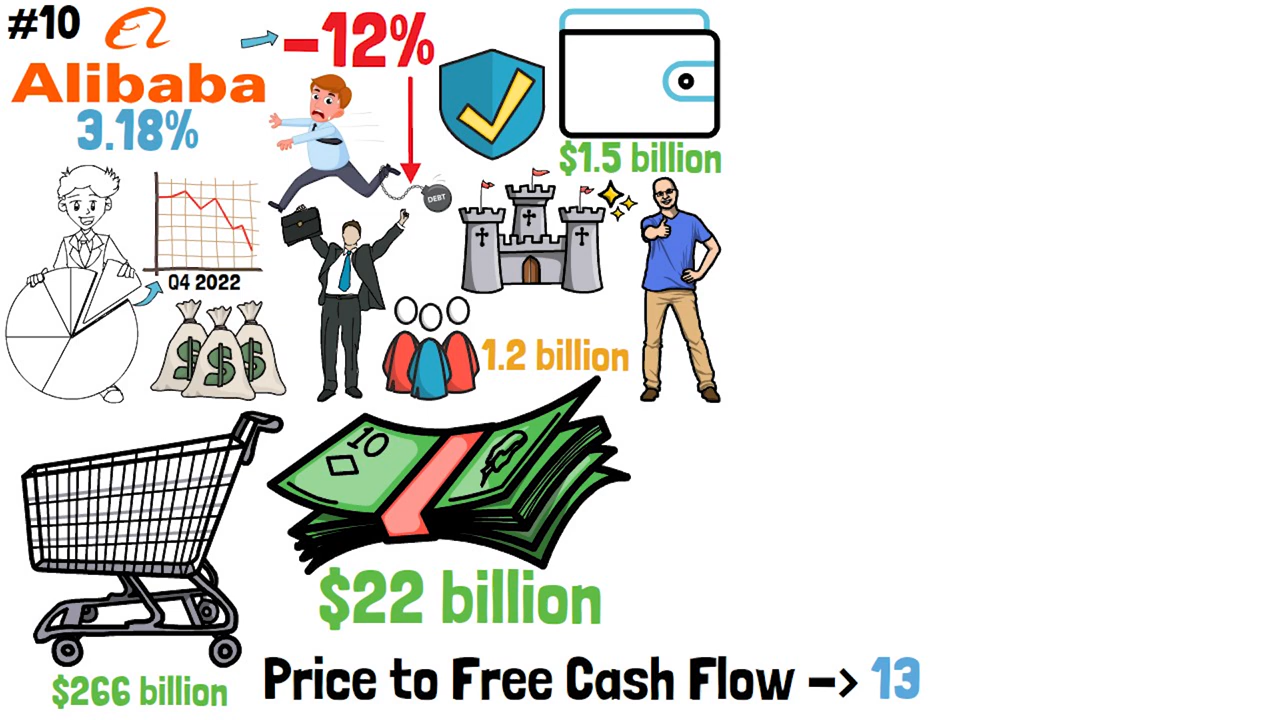 #10
Alibaba
3.18%
–12%
$1.5 billion
DEBT
Q4 2022
$ $ $
1.2 billion
10
$22 billion
$266 billion
Price to Free Cash Flow –> 13